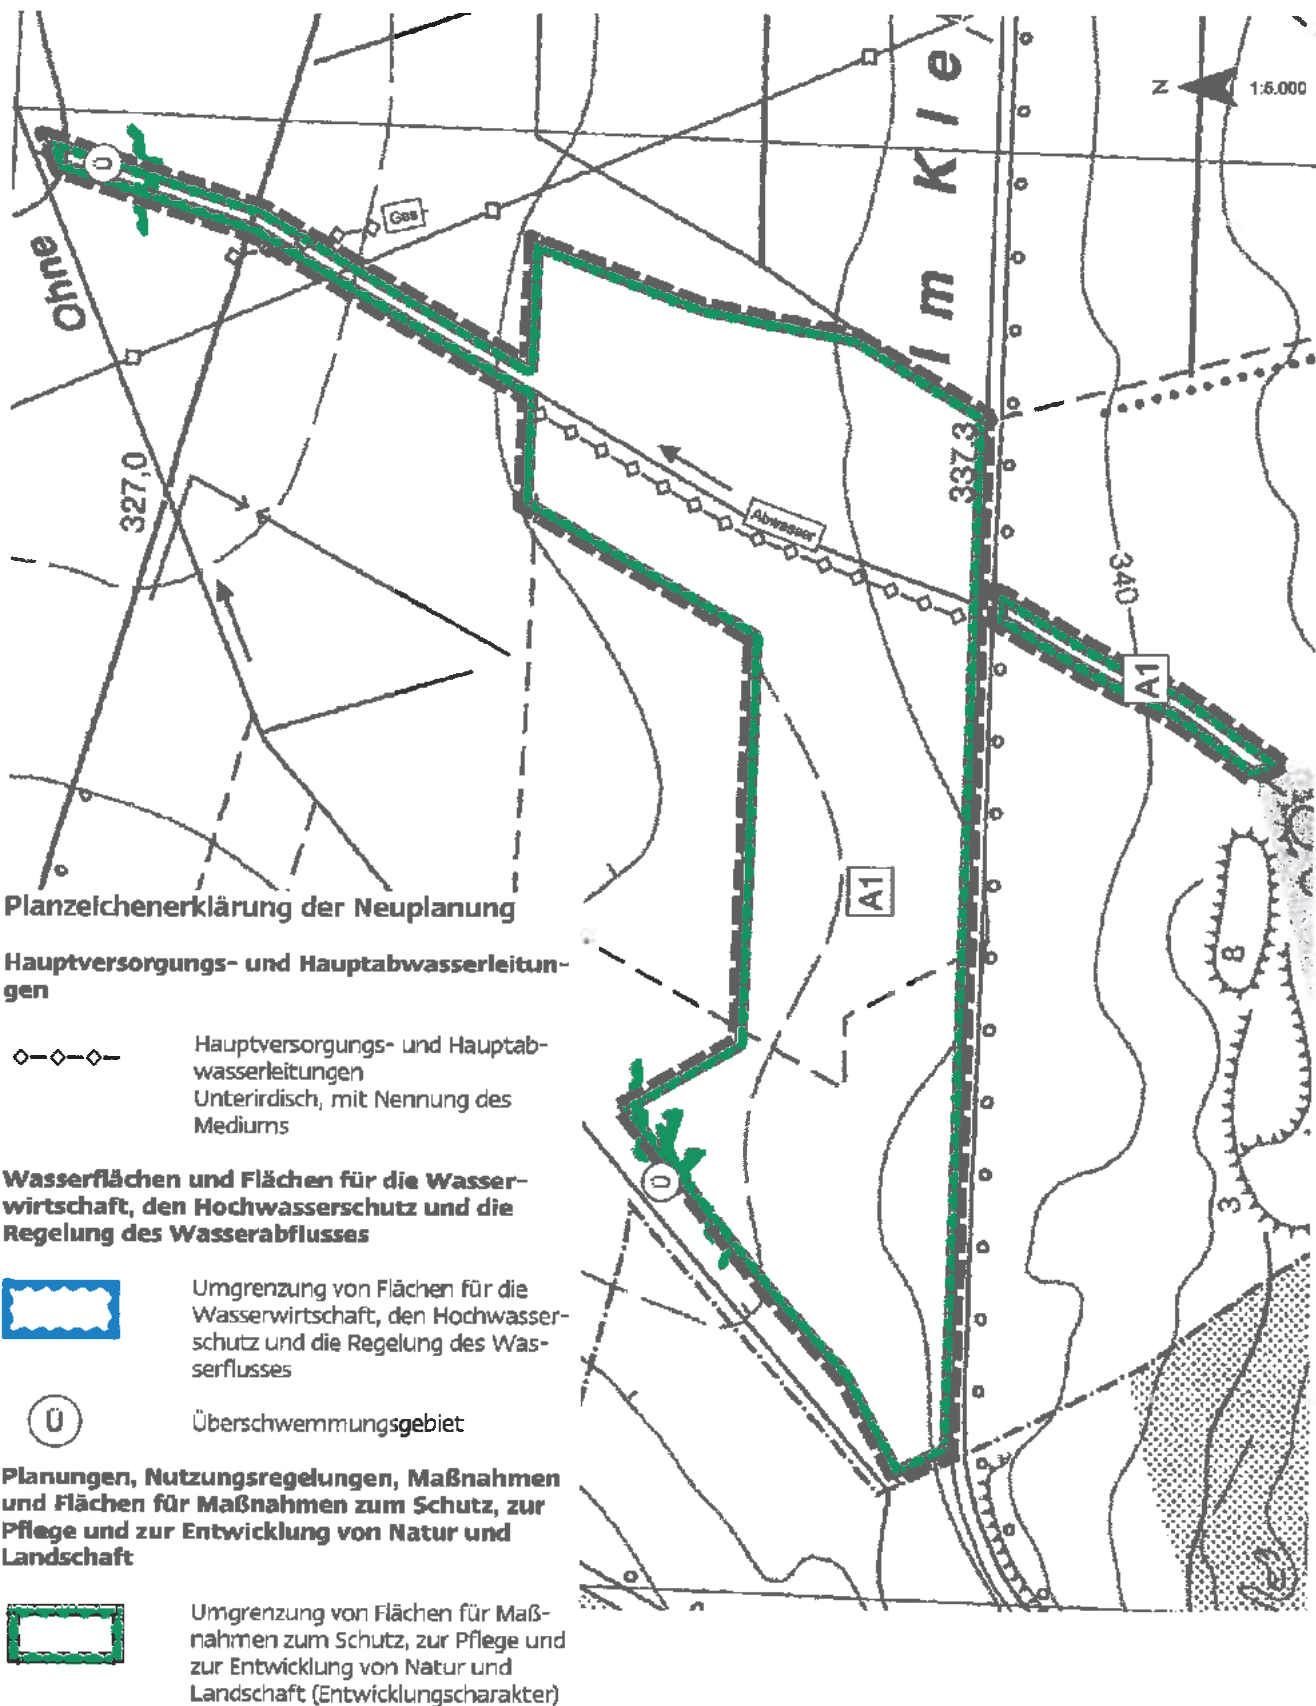 I m K l e
N
1:5.000
Ü
Gas
Ohne
327,0
337,3
Abwasser
340
A1
A1
8
3
Ü
Planzeichenerklärung der Neuplanung
Hauptversorgungs- und Hauptabwasserleitun-
gen
Hauptversorgungs- und Hauptab-
wasserleitungen
Unterirdisch, mit Nennung des
Mediums
Wasserflächen und Flächen für die Wasser-
wirtschaft, den Hochwasserschutz und die
Regelung des Wasserabflusses
Umgrenzung von Flächen für die
Wasserwirtschaft, den Hochwasser-
schutz und die Regelung des Was-
serflusses
Ü
Überschwemmungsgebiet
Planungen, Nutzungsregelungen, Maßnahmen
und Flächen für Maßnahmen zum Schutz, zur
Pflege und zur Entwicklung von Natur und
Landschaft
Umgrenzung von Flächen für Maß-
nahmen zum Schutz, zur Pflege und
zur Entwicklung von Natur und
Landschaft (Entwicklungscharakter)